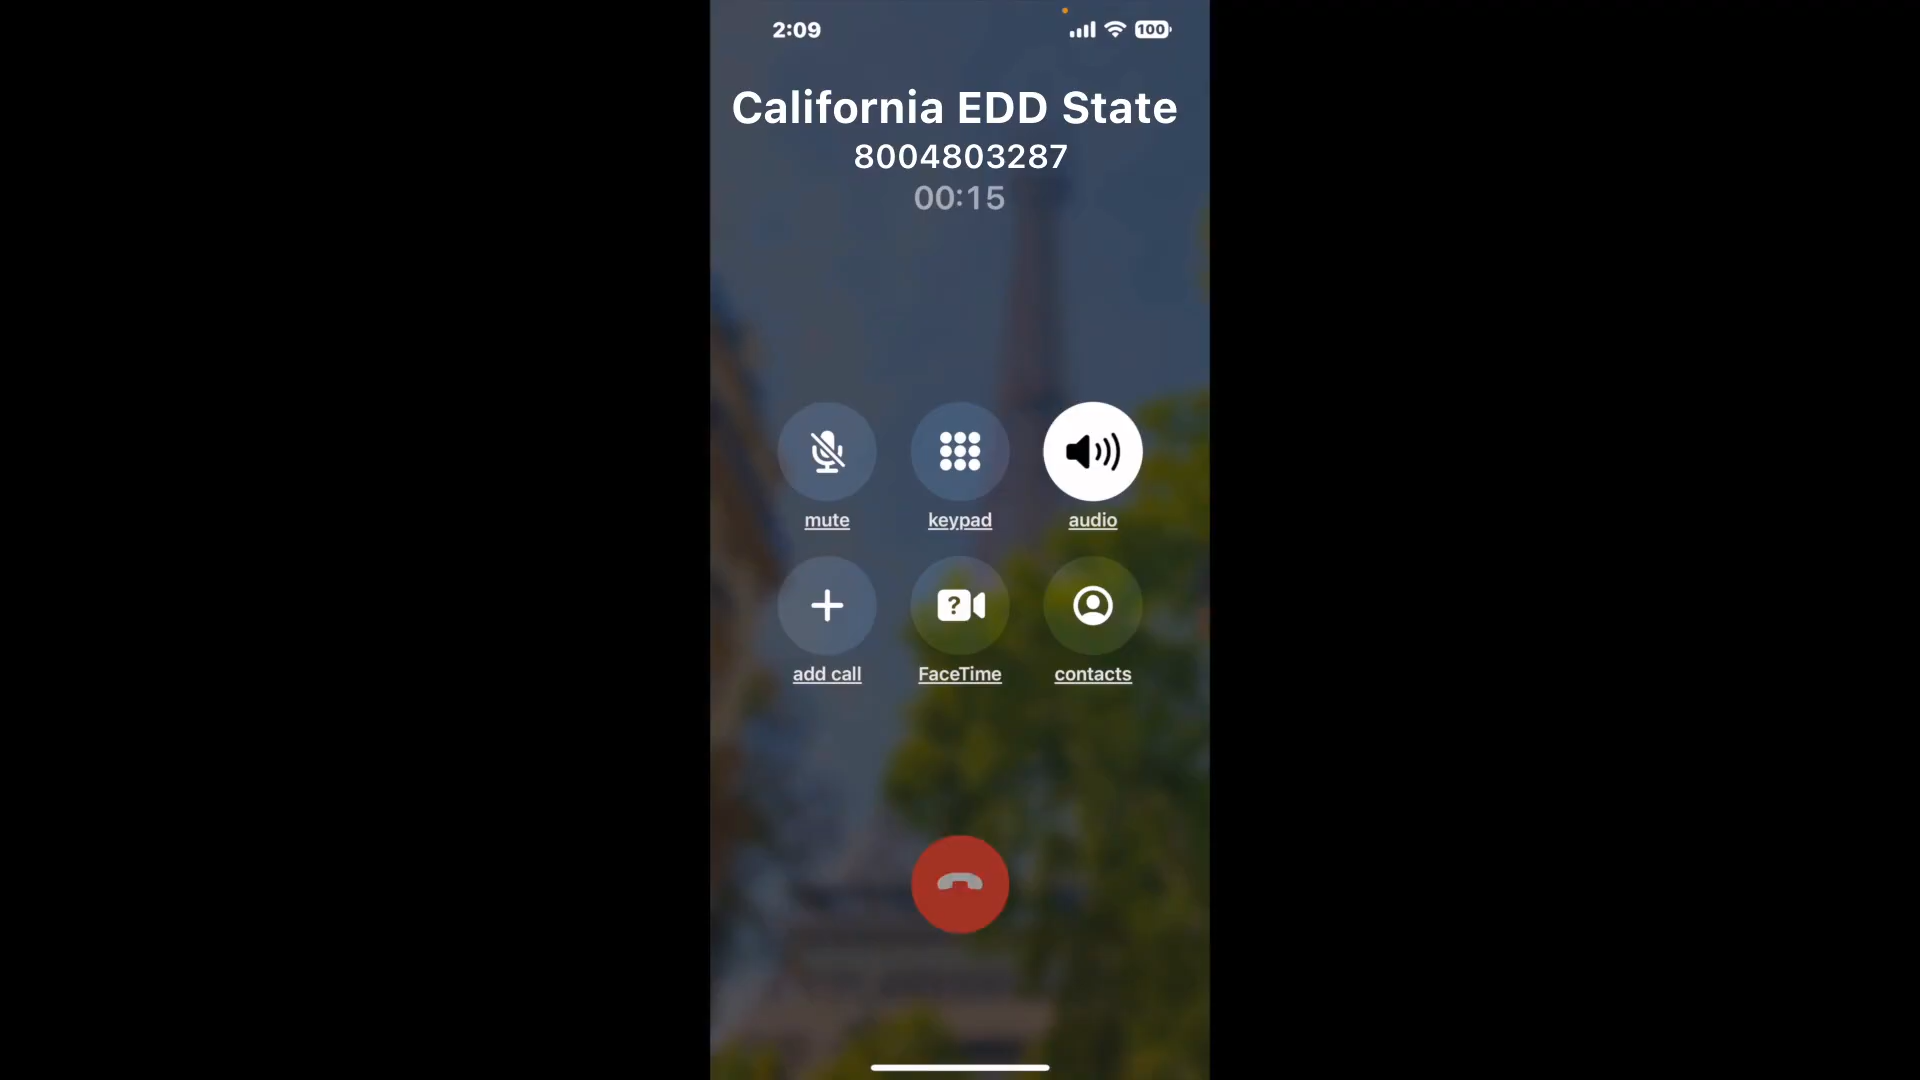 2:09
100
California EDD State
8004803287
00:15
mute
keypad
audio
add call
?
FaceTime
contacts